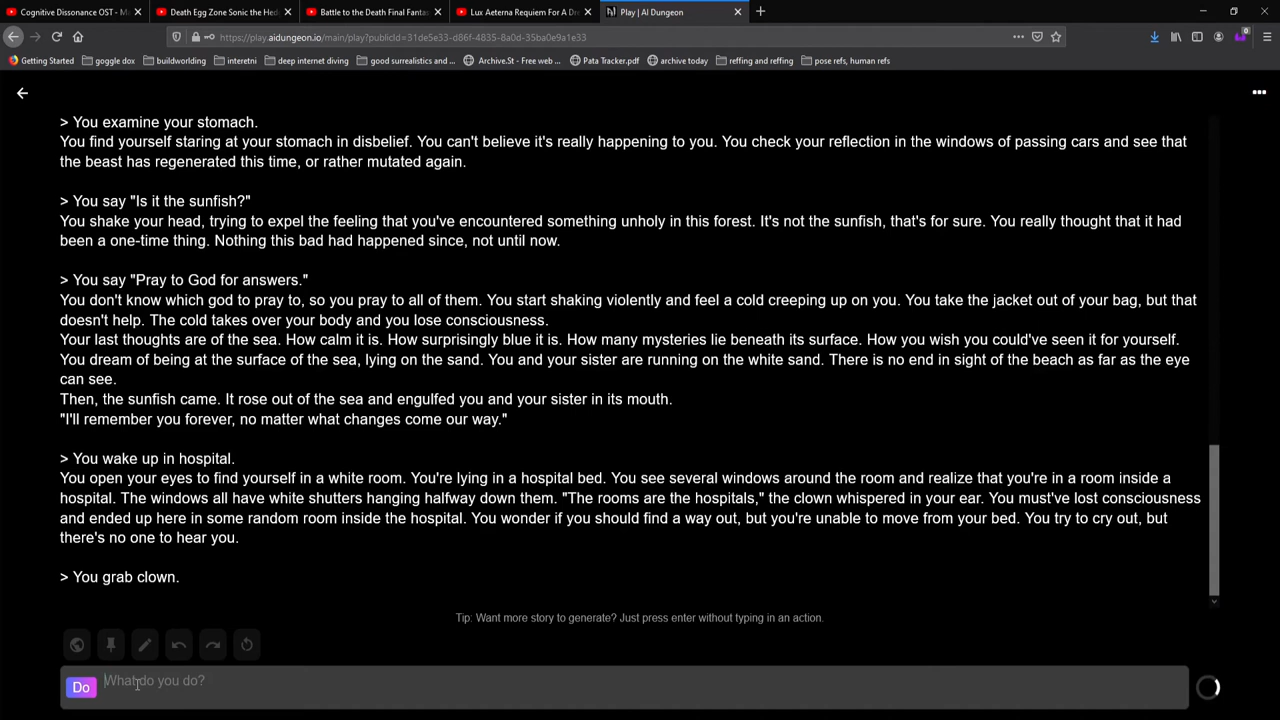 Cognitive Dissonance OST - M
Death Egg Zone Sonic the Hed
Battle to the Death Final Fanta
Lux Aeterna Requiem For A Dr
Play | AI Dungeon
https://play.aidungeon.io/main/play?publicId=31de5e33-d86f-4835-8a0d-35ba0e9a1e33
0
Getting Started goggle dox buildworlding interetni deep internet diving good surrealistics and ... Archive.St - Free web ... Pata Tracker.pdf archive today reffing and reffing pose refs, human refs
> You examine your stomach.
You find yourself staring at your stomach in disbelief. You can't believe it's really happening to you. You check your reflection in the windows of passing cars and see that
the beast has regenerated this time, or rather mutated again.
> You say "Is it the sunfish?"
You shake your head, trying to expel the feeling that you've encountered something unholy in this forest. It's not the sunfish, that's for sure. You really thought that it had
been a one-time thing. Nothing this bad had happened since, not until now.
> You say "Pray to God for answers."
You don't know which god to pray to, so you pray to all of them. You start shaking violently and feel a cold creeping up on you. You take the jacket out of your bag, but that
doesn't help. The cold takes over your body and you lose consciousness.
Your last thoughts are of the sea. How calm it is. How surprisingly blue it is. How many mysteries lie beneath its surface. How you wish you could've seen it for yourself.
You dream of being at the surface of the sea, lying on the sand. You and your sister are running on the white sand. There is no end in sight of the beach as far as the eye
can see.
Then, the sunfish came. It rose out of the sea and engulfed you and your sister in its mouth.
"I'll remember you forever, no matter what changes come our way."
> You wake up in hospital.
You open your eyes to find yourself in a white room. You're lying in a hospital bed. You see several windows around the room and realize that you're in a room inside a
hospital. The windows all have white shutters hanging halfway down them. "The rooms are the hospitals," the clown whispered in your ear. You must've lost consciousness
and ended up here in some random room inside the hospital. You wonder if you should find a way out, but you're unable to move from your bed. You try to cry out, but
there's no one to hear you.
> You grab clown.
Tip: Want more story to generate? Just press enter without typing in an action.
Do What do you do?